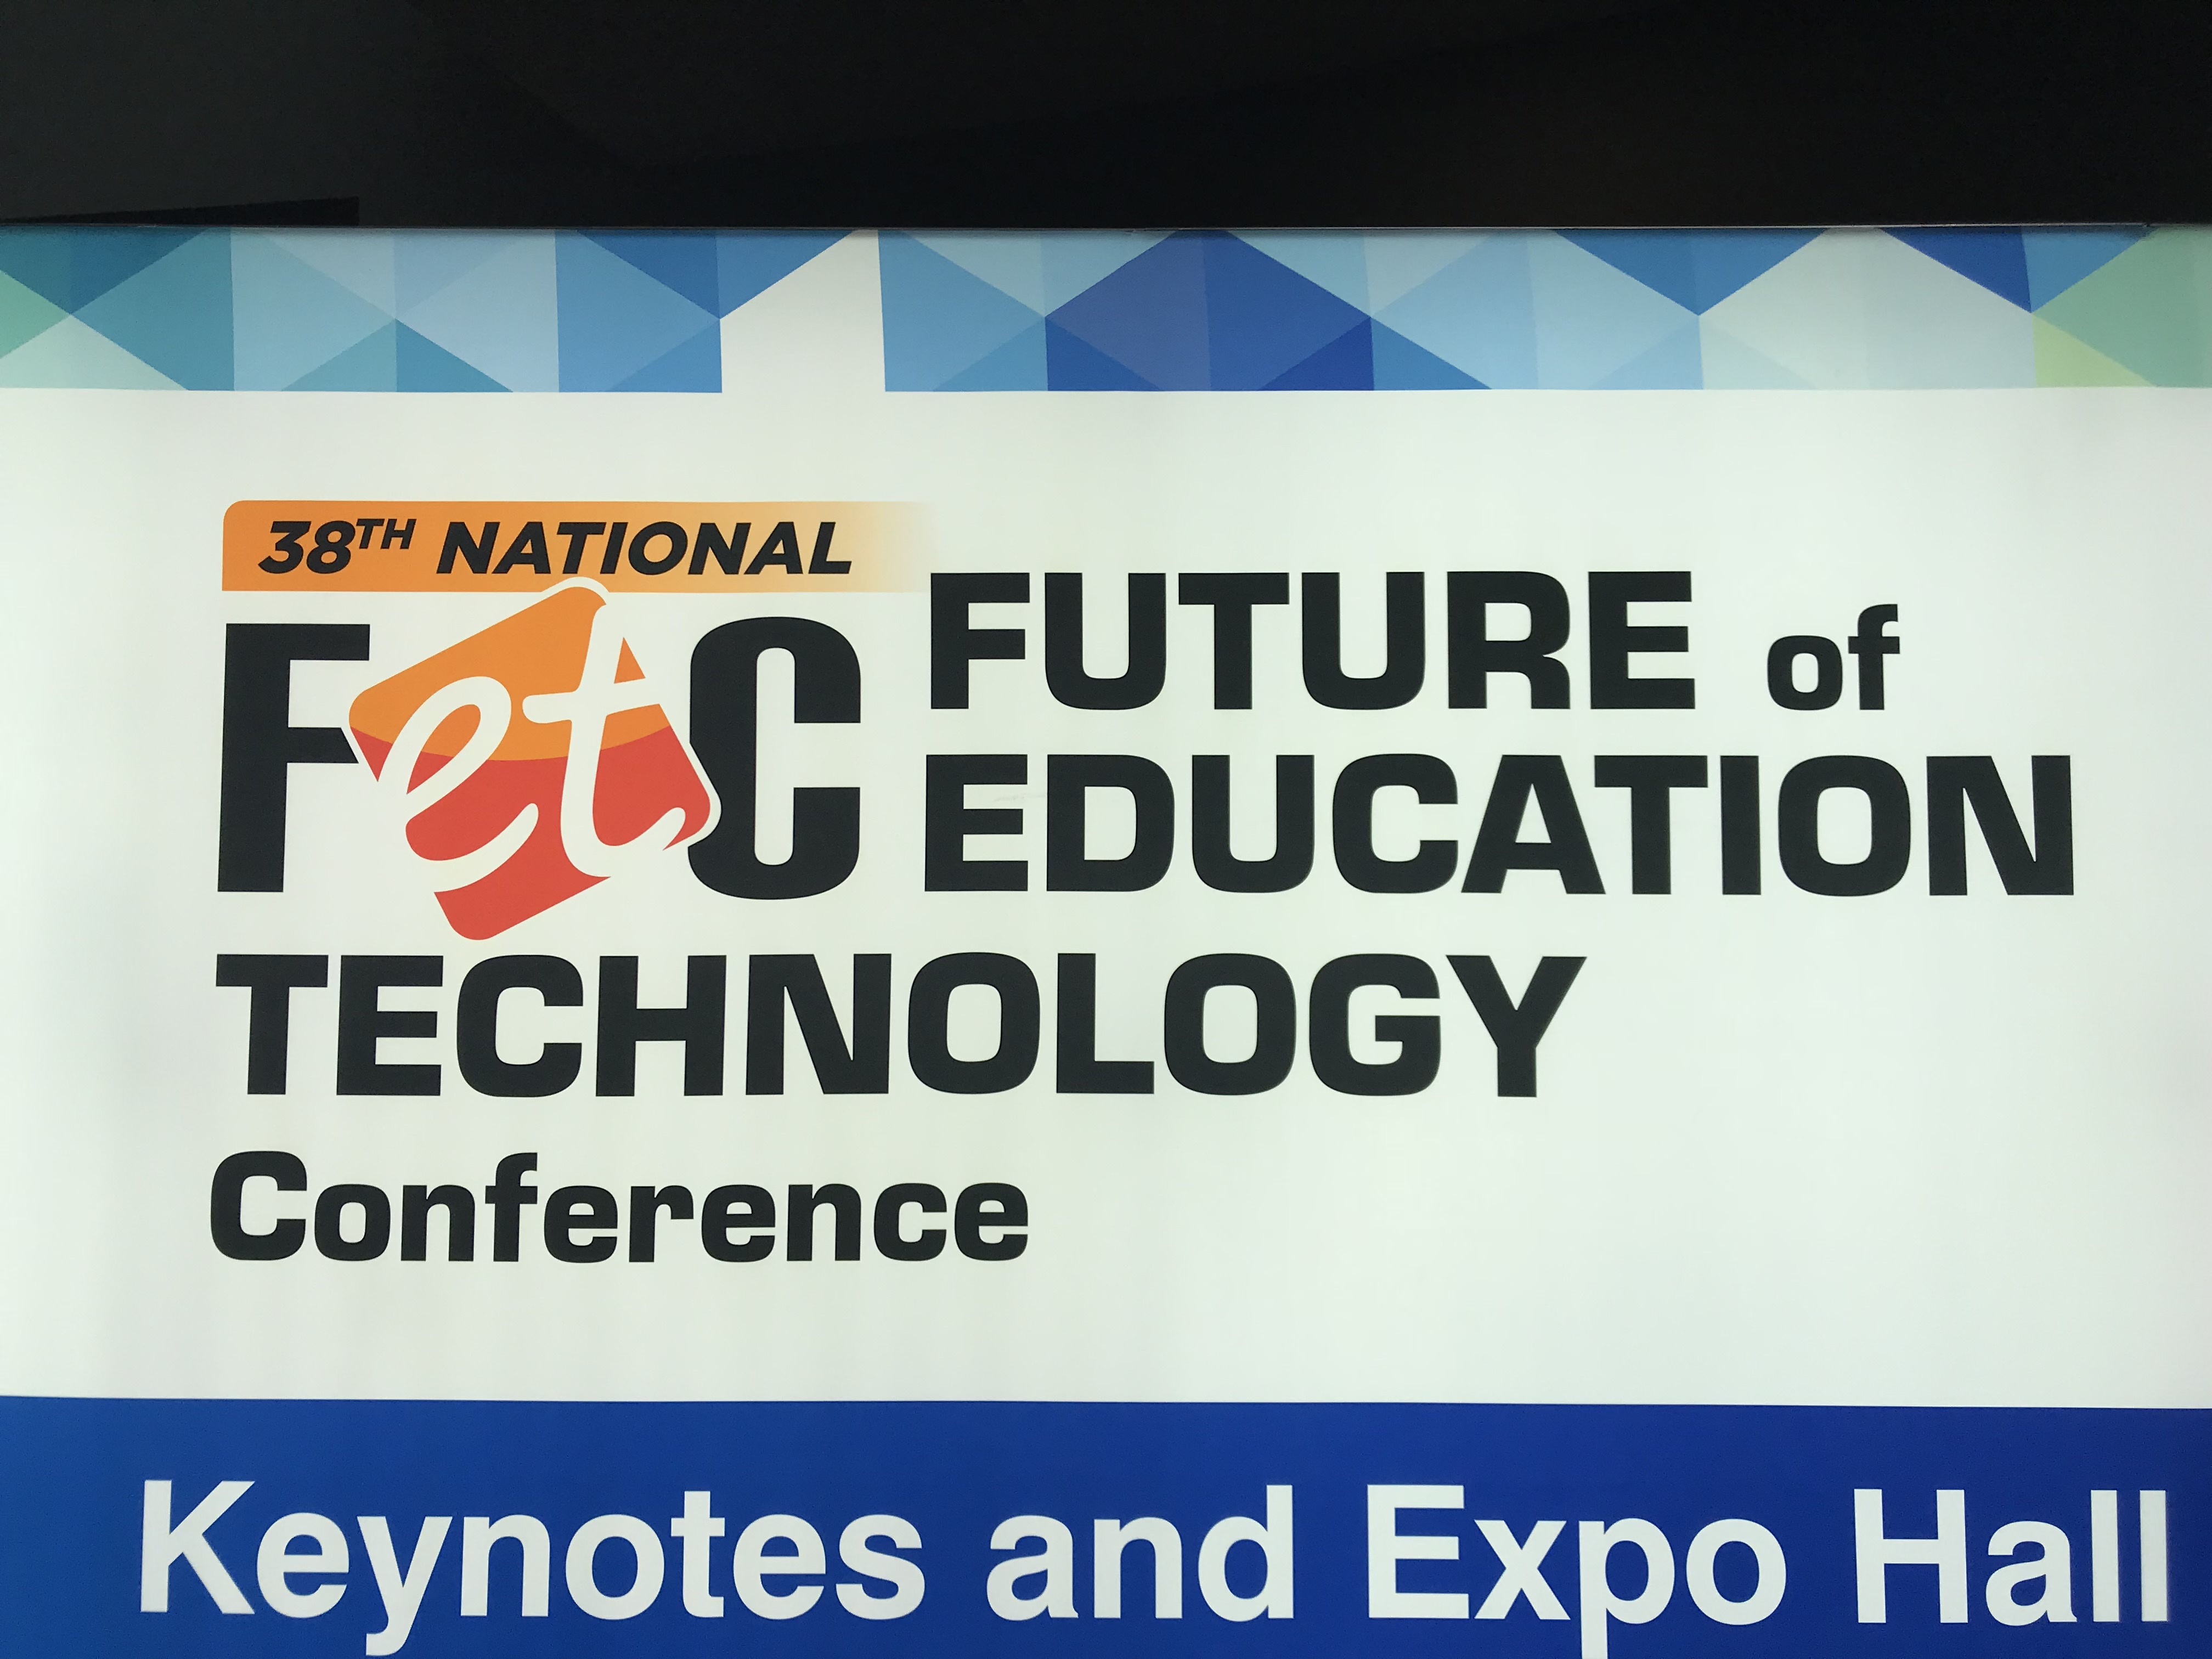 38TH NATIONAL
FetC FUTURE of
EDUCATION
TECHNOLOGY
Conference
Keynotes and Expo Hall